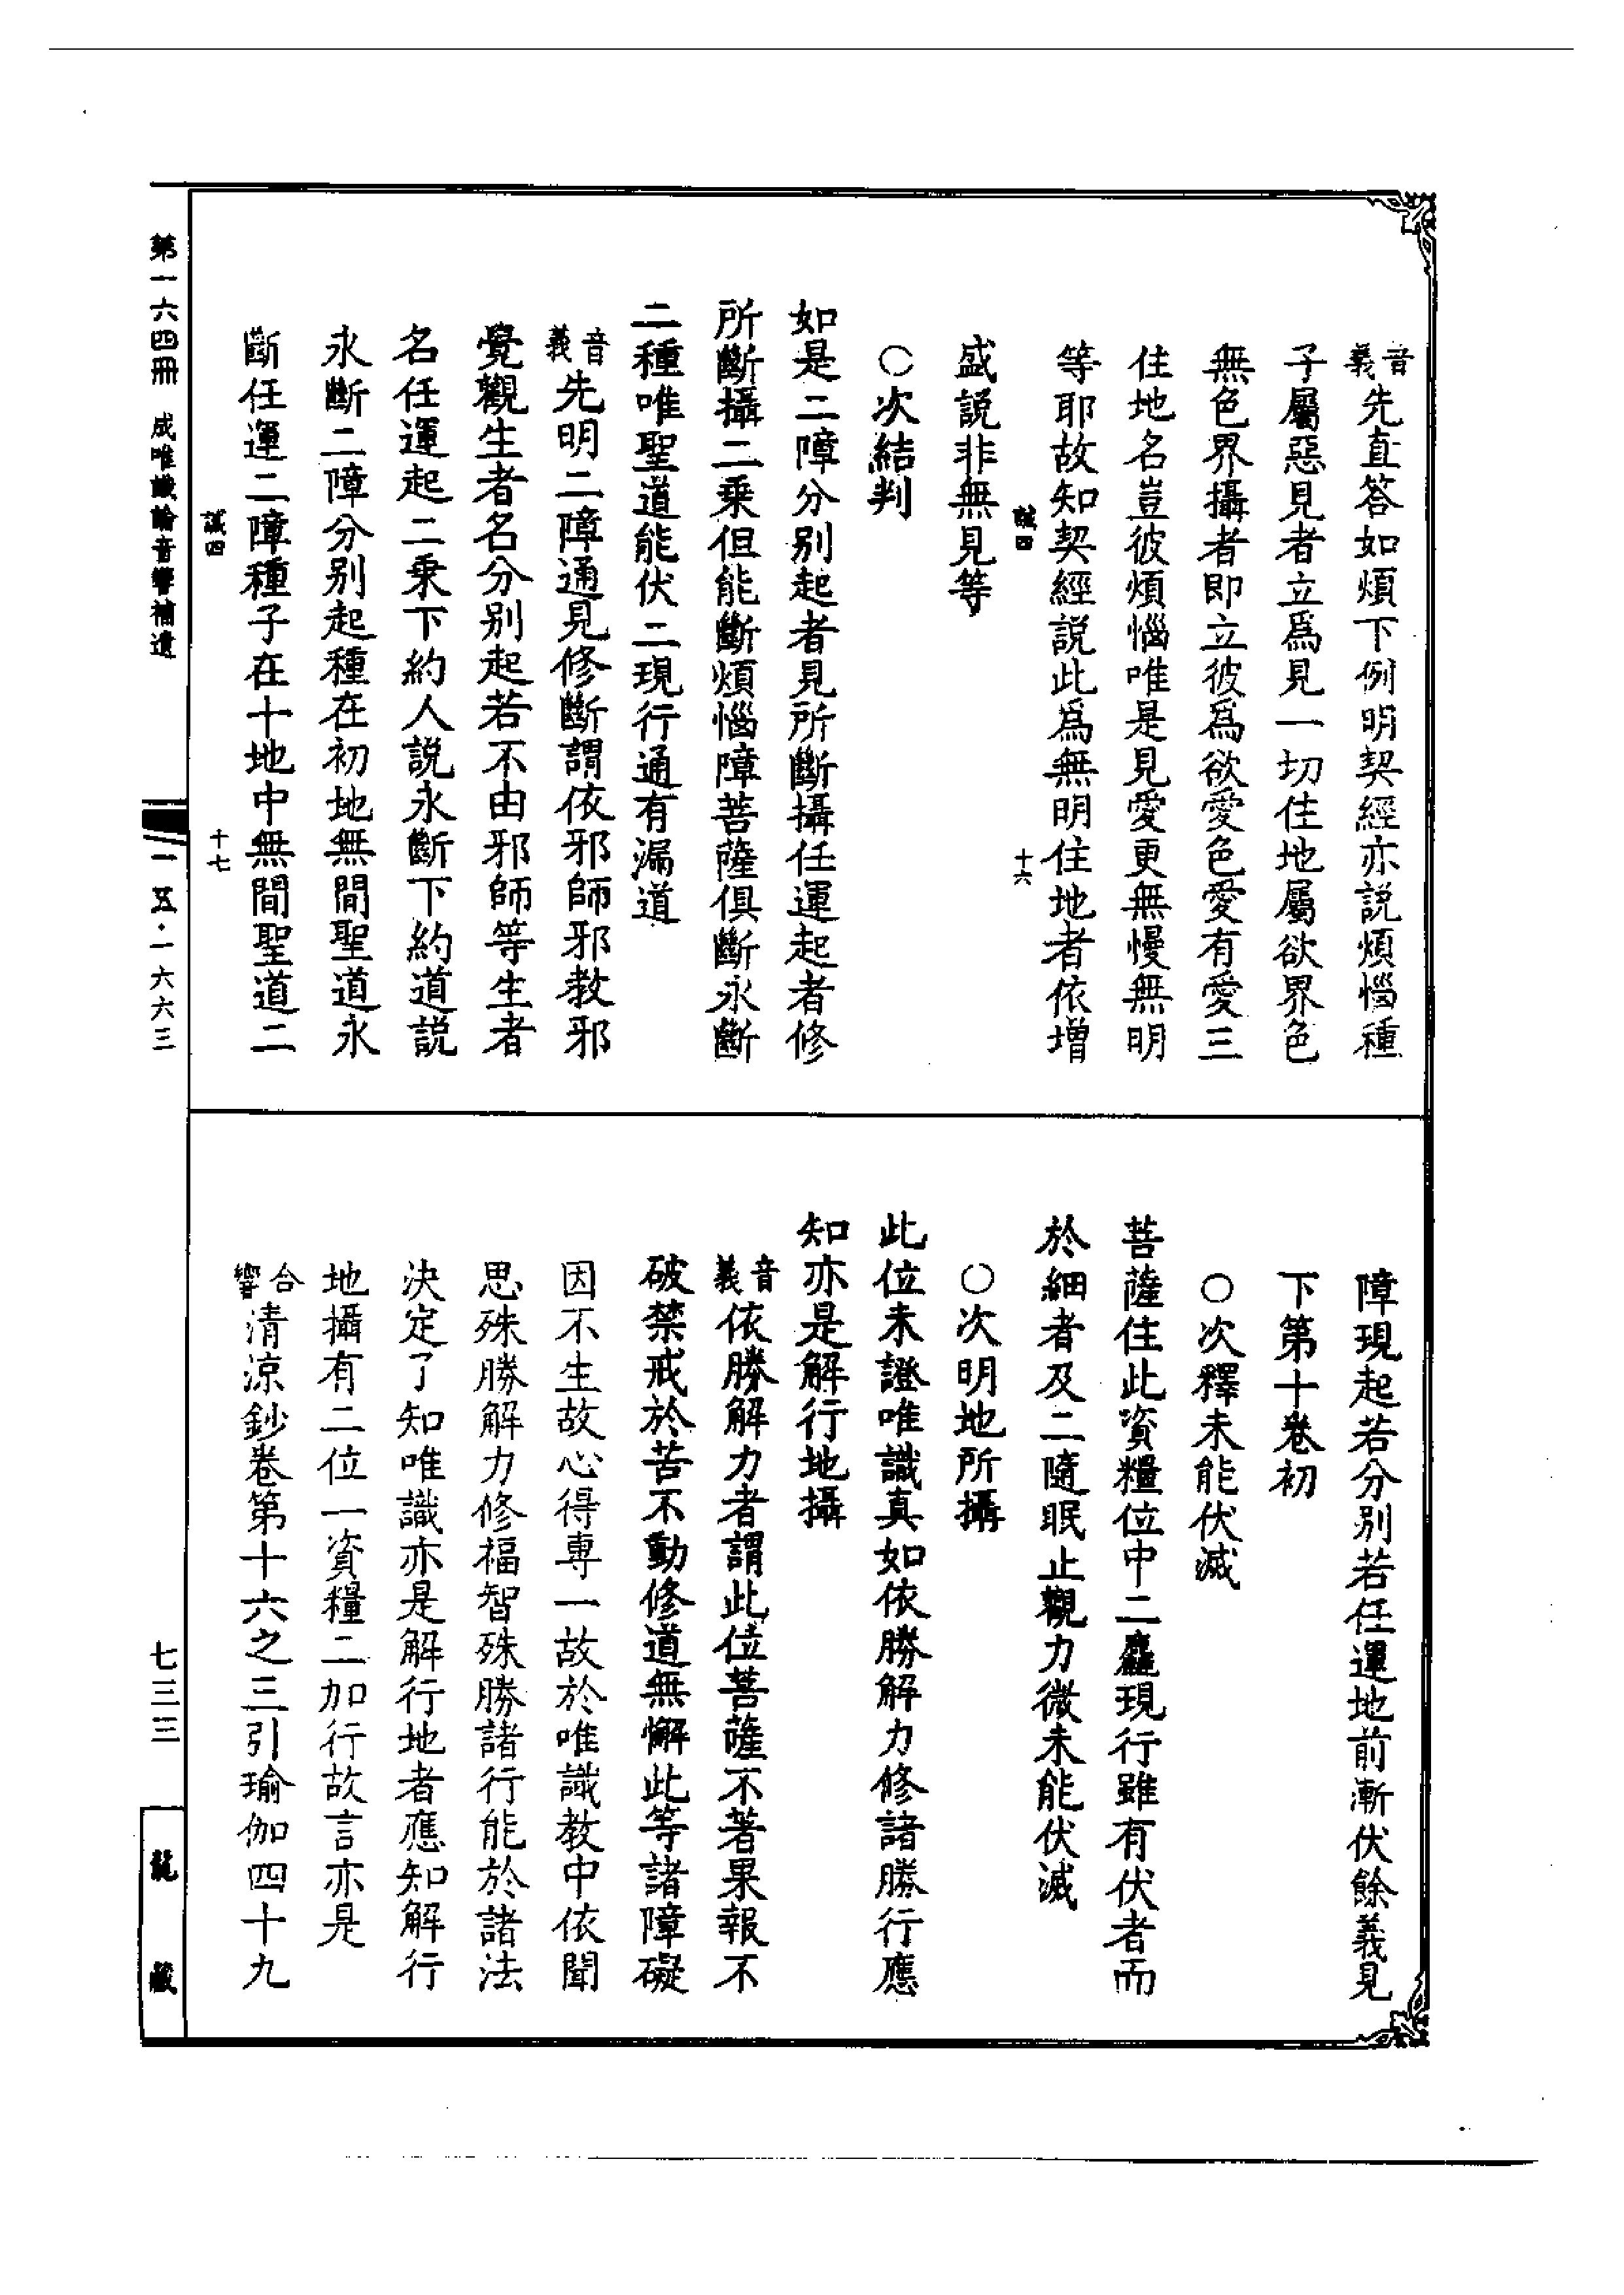 音義先直答如煩下例明契經亦説煩惱種
子屬惡見者立爲見一切住地屬欲界色
無色界攝者即立彼爲欲愛色愛有愛三
住地名豈彼煩惱唯是見愛更無慢無明
等耶故知契經説此爲無明住地者依增
誠四 十六
盛説非無見等
○次結判
如是二障分別起者見所斷攝任運起者修
所斷攝二乘但能斷煩惱障菩薩俱斷永斷
二種唯聖道能伏二現行通有漏道
音義先明二障通見修斷謂依邪師邪教邪
覺觀生者名分別起若不由邪師等生者
名任運起二乘下約人説永斷下約道説
永斷二障分別起種在初地無間聖道永
斷任運二障種子在十地中無間聖道二
誠四 十七
障現起若分別若任運地前漸伏餘義見
下第十卷初
○次釋未能伏滅
菩薩住此資糧位中二麤現行雖有伏者而
於細者及二隨眠止觀力微未能伏滅
○次明地所攝
此位未證唯識真如依勝解力修諸勝行應
知亦是解行地攝
音義依勝解力者謂此位菩薩不著果報不
破禁戒於苦不動修道無懈此等諸障礙
因不生故心得專一故於唯識教中依聞
思殊勝解力修福智殊勝諸行能於諸法
決定了知唯識亦是解行地者應知解行
地攝有二位一資糧二加行故言亦是
合響清涼鈔卷第十六之三引瑜伽四十九
第一六四冊 成唯識論音響補遺
一一五·一六六三
七三三
龍藏